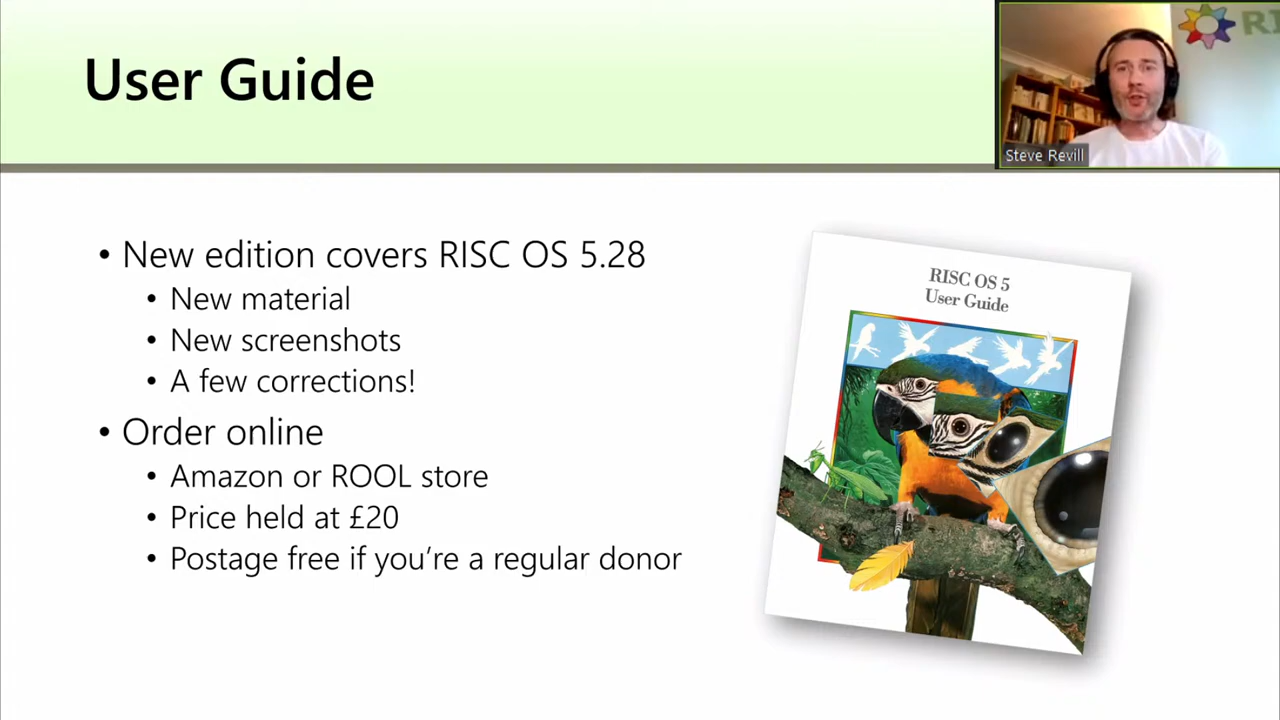 User Guide
RI
Steve Revill
• New edition covers RISC OS 5.28
• New material
• New screenshots
• A few corrections!
• Order online
• Amazon or ROOL store
• Price held at £20
• Postage free if you’re a regular donor
RISC OS 5
User Guide